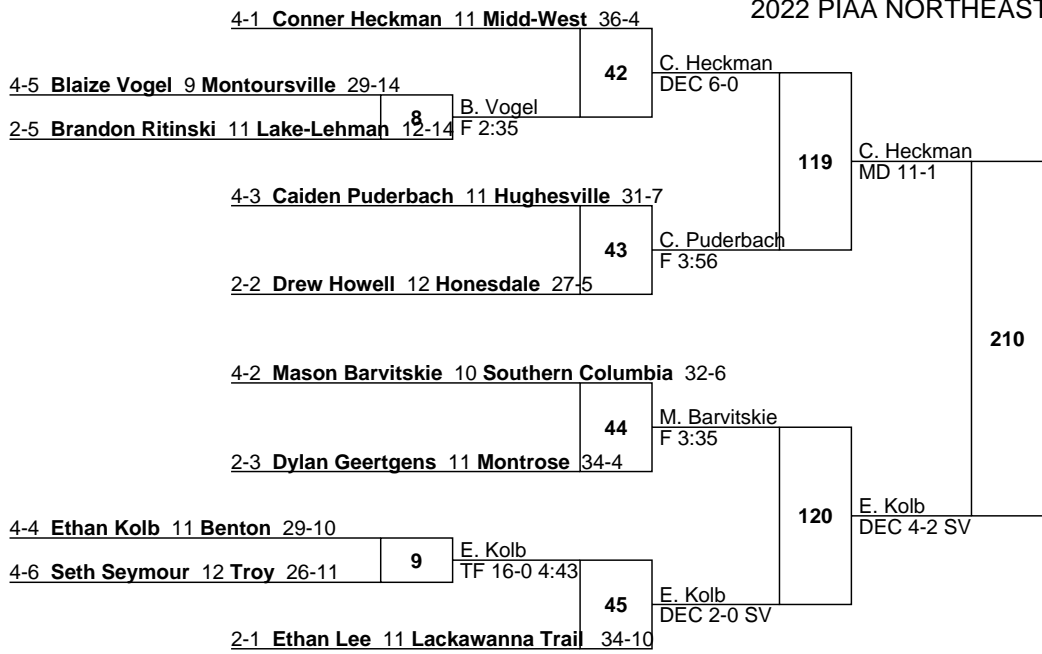 2022 PIAA NORTHEAST
4-1 Conner Heckman 11 Midd-West 36-4
42
C. Heckman
DEC 6-0
4-5 Blaize Vogel 9 Montoursville 29-14
8
B. Vogel
F 2:35
2-5 Brandon Ritinski 11 Lake-Lehman 12-14
119
C. Heckman
MD 11-1
4-3 Caiden Puderbach 11 Hughesville 31-7
43
C. Puderbach
F 3:56
2-2 Drew Howell 12 Honesdale 27-5
210
4-2 Mason Barvitskie 10 Southern Columbia 32-6
44
M. Barvitskie
F 3:35
2-3 Dylan Geertgens 11 Montrose 34-4
120
E. Kolb
DEC 4-2 SV
4-4 Ethan Kolb 11 Benton 29-10
9
E. Kolb
TF 16-0 4:43
4-6 Seth Seymour 12 Troy 26-11
45
E. Kolb
DEC 2-0 SV
2-1 Ethan Lee 11 Lackawanna Trail 34-10